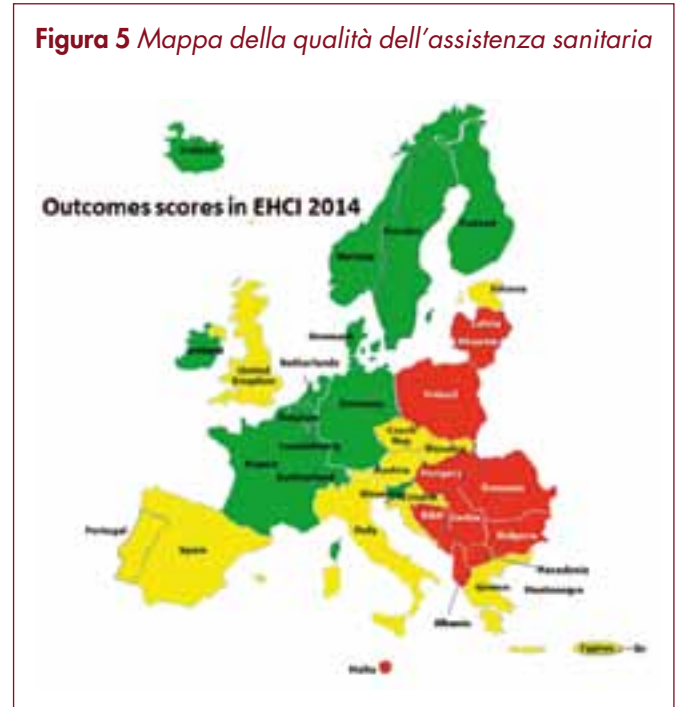 Figura 5 Mappa della qualità dell'assistenza sanitaria
Outcomes scores in EHCI 2014
Iceland
Norway
Sweden
Finland
Estonia
Latvia
Ireland
United
Kingdom
Denmark
Netherlands
Belgium
Luxembourg
Germany
Poland
Czech
Rep
Slovakia
France
Switzerland
Austria
Hungary
Romania
Slovenia
Croatia
B&H
Serbia
Bulgaria
Portugal
Spain
Italy
Macedonia
Greece
Montenegro
Albania
Cyprus
Malta